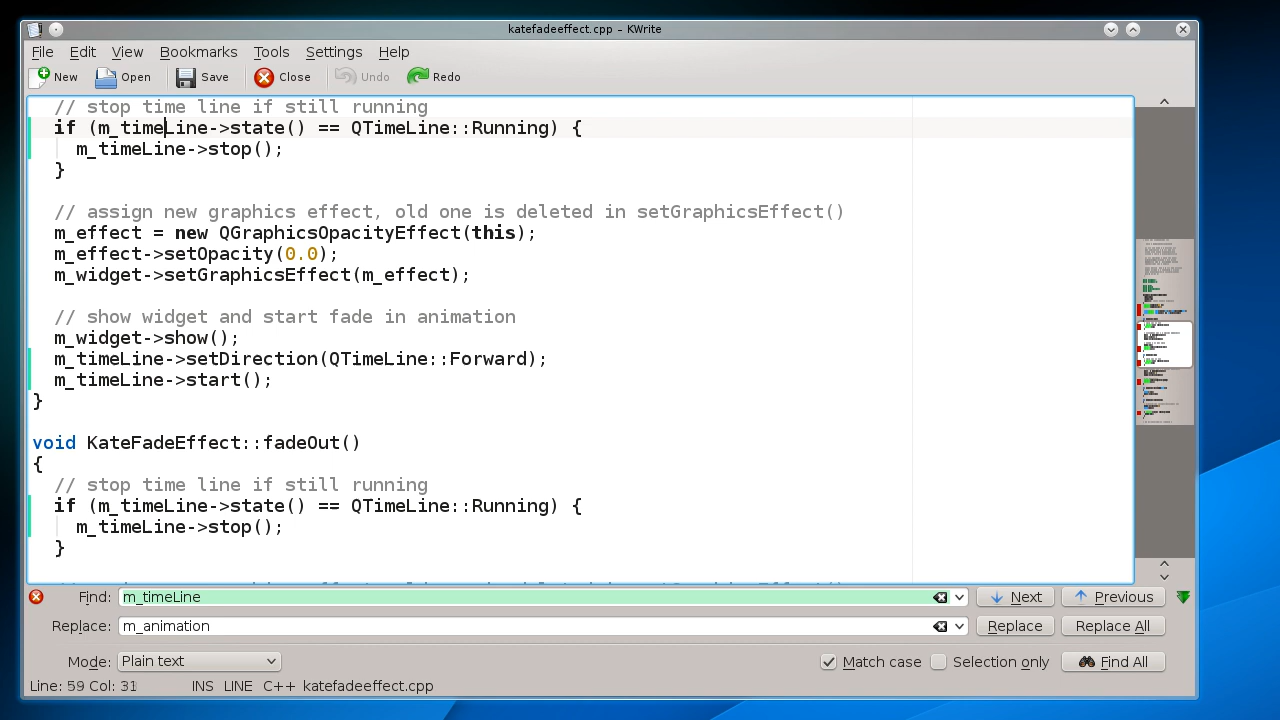 katefadeeffect.cpp – KWrite
File Edit View Bookmarks Tools Settings Help
New Open Save Close Undo Redo
// stop time line if still running
if (m_timeLine->state() == QTimeLine::Running) {
m_timeLine->stop();
}
// assign new graphics effect, old one is deleted in setGraphicsEffect()
m_effect = new QGraphicsOpacityEffect(this);
m_effect->setOpacity(0.0);
m_widget->setGraphicsEffect(m_effect);
// show widget and start fade in animation
m_widget->show();
m_timeLine->setDirection(QTimeLine::Forward);
m_timeLine->start();
}
void KateFadeEffect::fadeOut()
{
// stop time line if still running
if (m_timeLine->state() == QTimeLine::Running) {
m_timeLine->stop();
}
Find: m_timeLine Next Previous
Replace: m_animation Replace Replace All
Mode: Plain text Match case Selection only Find All
Line: 59 Col: 31 INS LINE C++ katefadeeffect.cpp